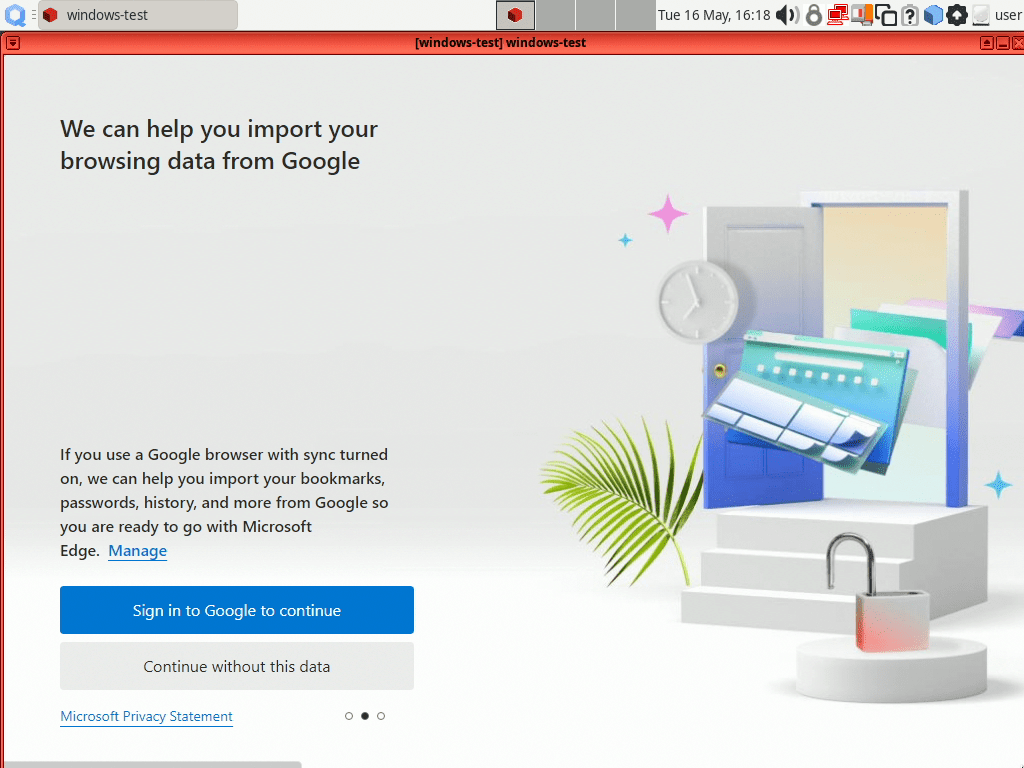 windows-test
Tue 16 May, 16:18
user
[windows-test] windows-test
We can help you import your
browsing data from Google
If you use a Google browser with sync turned
on, we can help you import your bookmarks,
passwords, history, and more from Google so
you are ready to go with Microsoft
Edge. Manage
Sign in to Google to continue
Continue without this data
Microsoft Privacy Statement